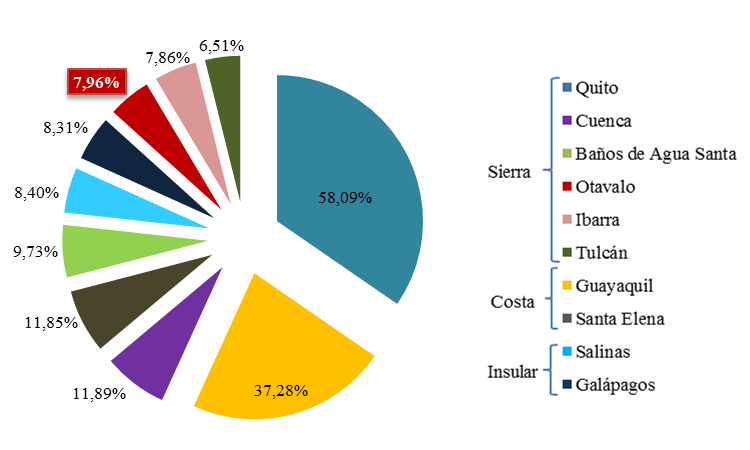 6,51%
7,86%
7,96%
8,31%
8,40%
9,73%
11,85%
11,89%
37,28%
58,09%
Sierra
Quito
Cuenca
Baños de Agua Santa
Otavalo
Ibarra
Tulcán
Costa
Guayaquil
Santa Elena
Insular
Salinas
Galápagos